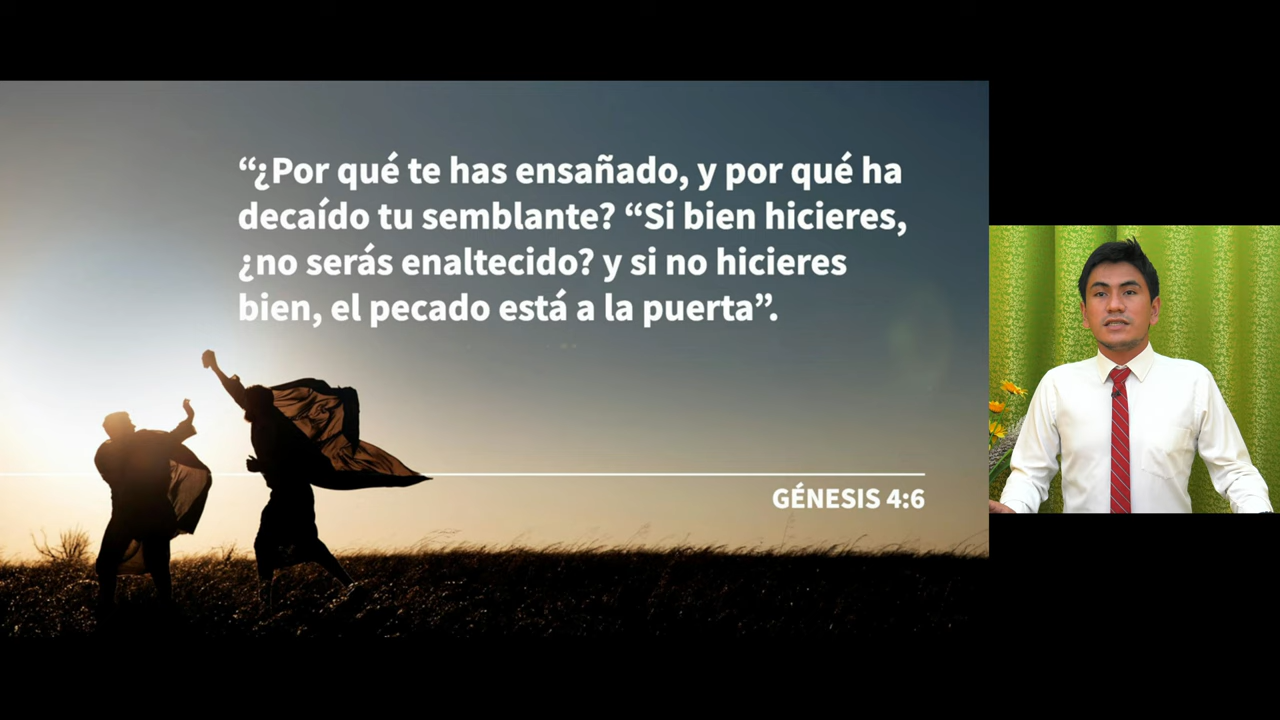 “¿Por qué te has ensañado, y por qué ha
decaído tu semblante? “Si bien hicieres,
¿no serás enaltecido? y si no hicieres
bien, el pecado está a la puerta”.
GÉNESIS 4:6